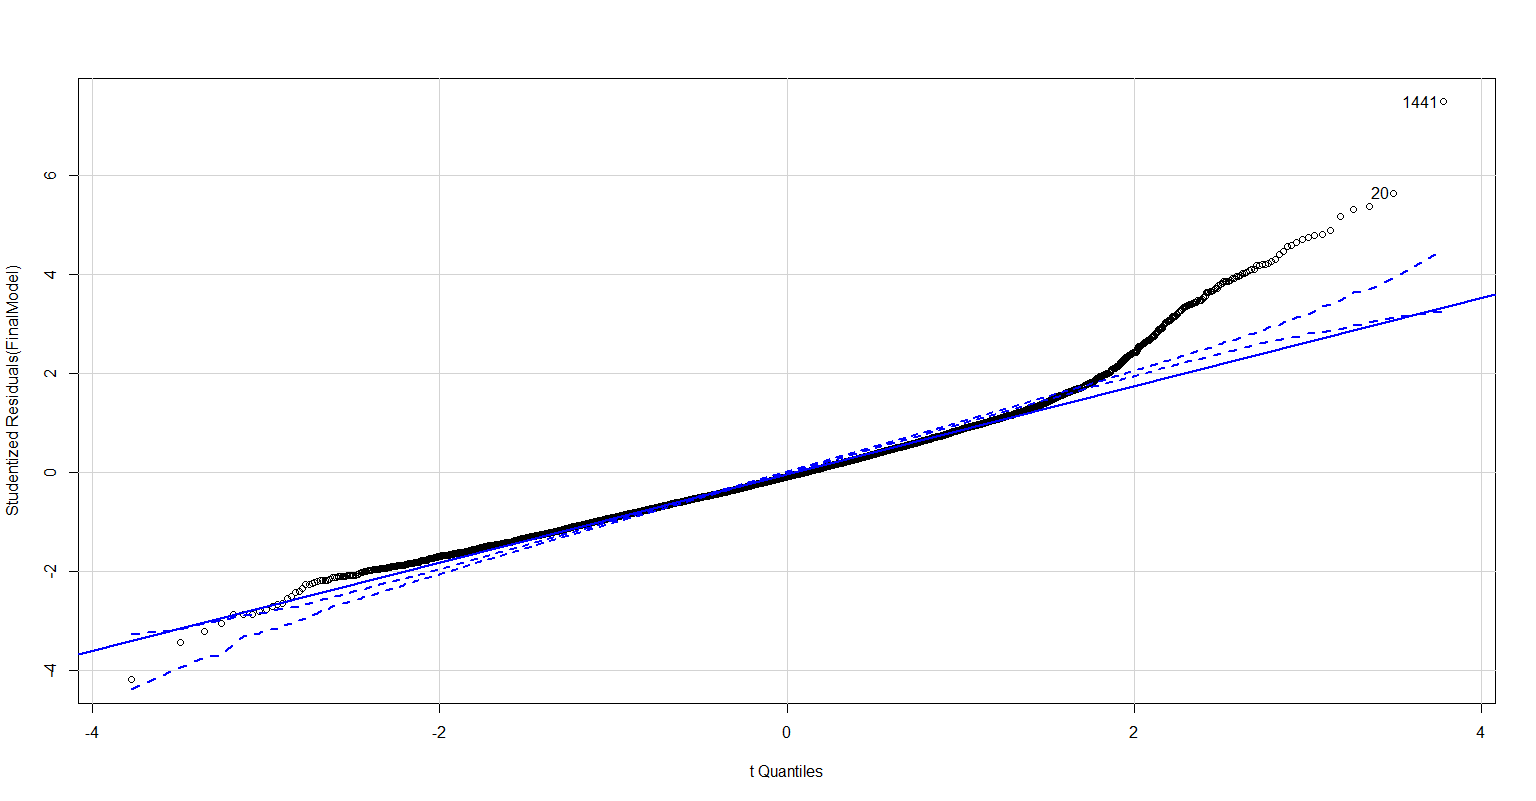 1441
20
6
4
2
0
-2
-4
Studentized Residuals(FinalModel)
-4 -2 0 2 4
t Quantiles